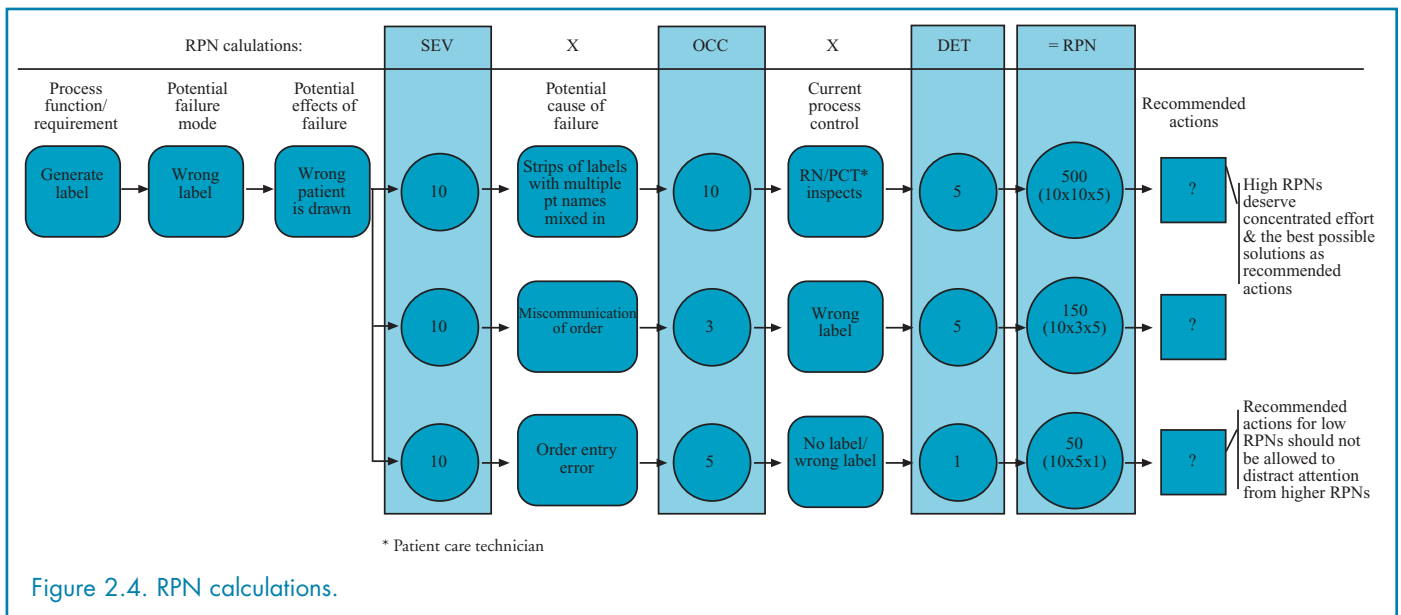 RPN calulations:
SEV
X
OCC
X
DET
= RPN
Process
function/
requirement
Potential
failure
mode
Potential
effects of
failure
Potential
cause of
failure
Current
process
control
Recommended
actions
Generate
label
Wrong
label
Wrong
patient
is drawn
10
Strips of labels
with multiple
pt names
mixed in
10
RN/PCT*
inspects
5
500
(10x10x5)
?
High RPNs
deserve
concentrated effort
& the best possible
solutions as
recommended
actions
10
Miscommunication
of order
3
Wrong
label
5
150
(10x3x5)
?
10
Order entry
error
5
No label/
wrong label
1
50
(10x5x1)
?
Recommended
actions for low
RPNs should not
be allowed to
distract attention
from higher RPNs
* Patient care technician
Figure 2.4. RPN calculations.